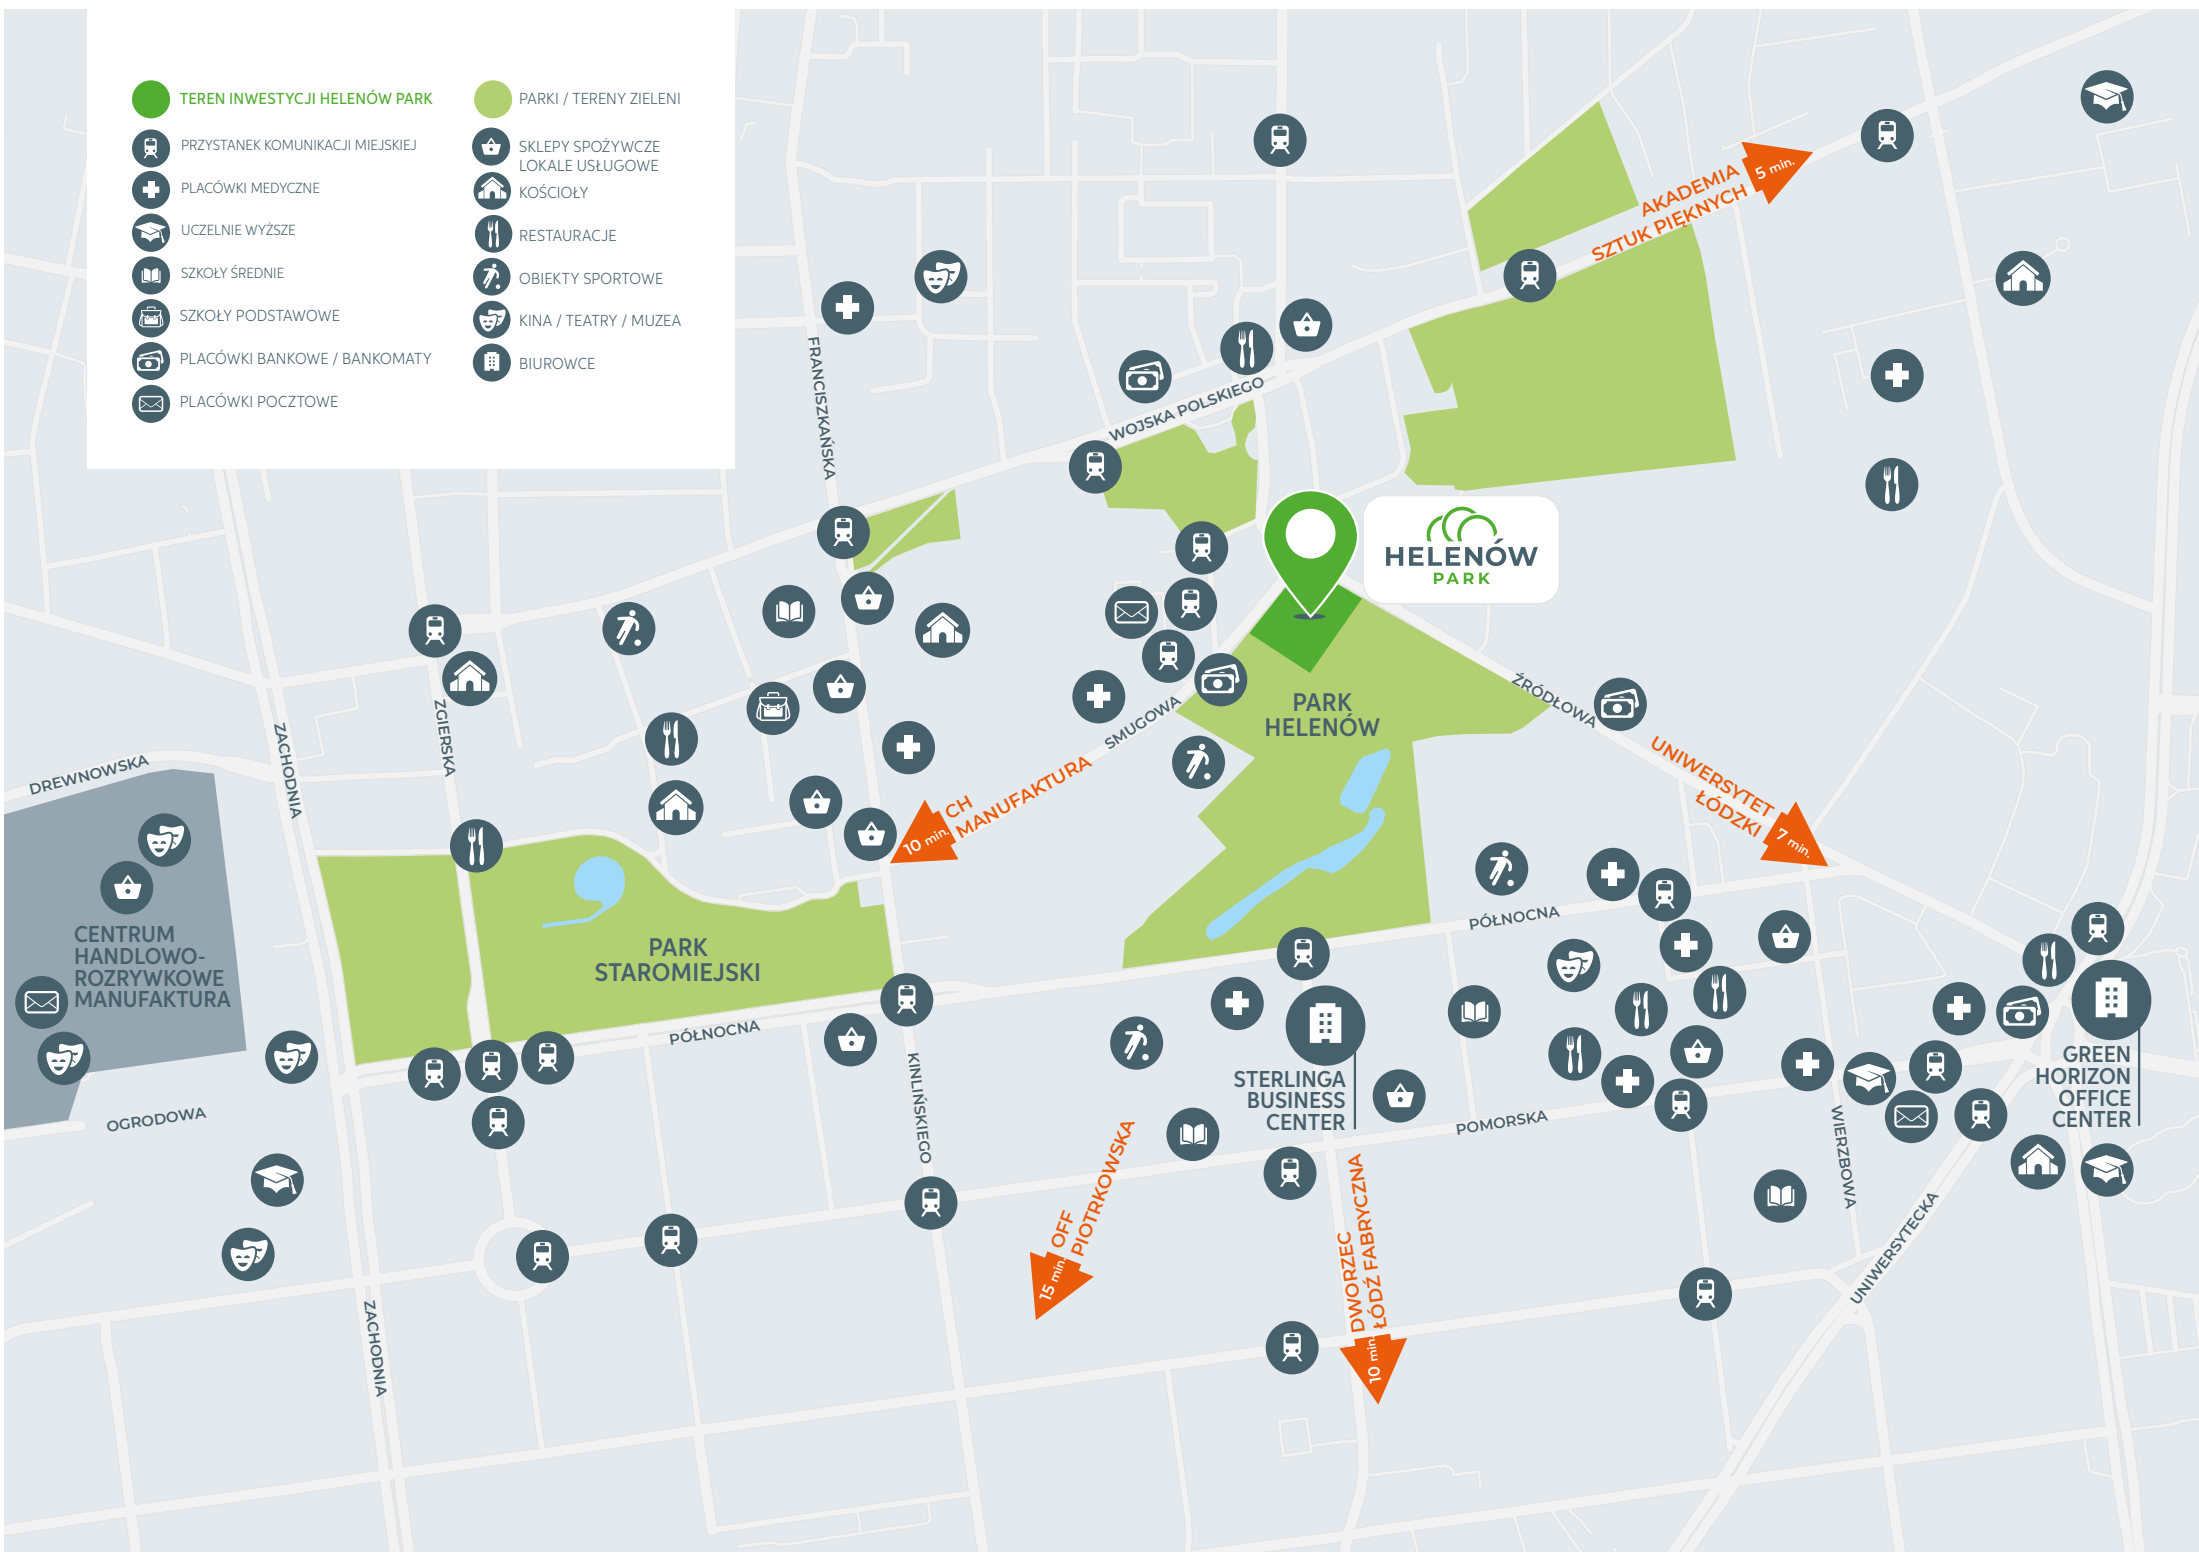 TEREN INWESTYCJI HELENÓW PARK
PRZYSTANEK KOMUNIKACJI MIEJSKIEJ
PLACÓWKI MEDYCZNE
UCZELNIE WYŻSZE
SZKOŁY ŚREDNIE
SZKOŁY PODSTAWOWE
PLACÓWKI BANKOWE / BANKOMATY
PLACÓWKI POCZTOWE
PARKI / TERENY ZIELENI
SKLEPY SPOŻYWCZE
LOKALE USŁUGOWE
KOŚCIOŁY
RESTAURACJE
OBIEKTY SPORTOWE
KINA / TEATRY / MUZEA
BIUROWCE
AKADEMIA
SZTUK PIĘKNYCH
5 min.
FRANCISZKAŃSKA
WOJSKA POLSKIEGO
HELENÓW
PARK
PARK
HELENÓW
SMUGOWA
ŹRÓDŁOWA
ZGIERSKA
ZACHODNIA
DREWNOWSKA
CH
MANUFAKTURA
10 min.
UNIWERSYTET
ŁÓDZKI
7 min.
CENTRUM
HANDLOWO-
ROZRYWKOWE
MANUFAKTURA
PARK
STAROMIEJSKI
PÓŁNOCNA
PÓŁNOCNA
OGRODOWA
KINLIŃSKIEGO
STERLINGA
BUSINESS
CENTER
POMORSKA
GREEN
HORIZON
OFFICE
CENTER
WIERZBOWA
UNIWERSYTECKA
OFF
PIOTRKOWSKA
15 min.
DWORZEC
ŁÓDŹ FABRYCZNA
10 min.
ZACHODNIA